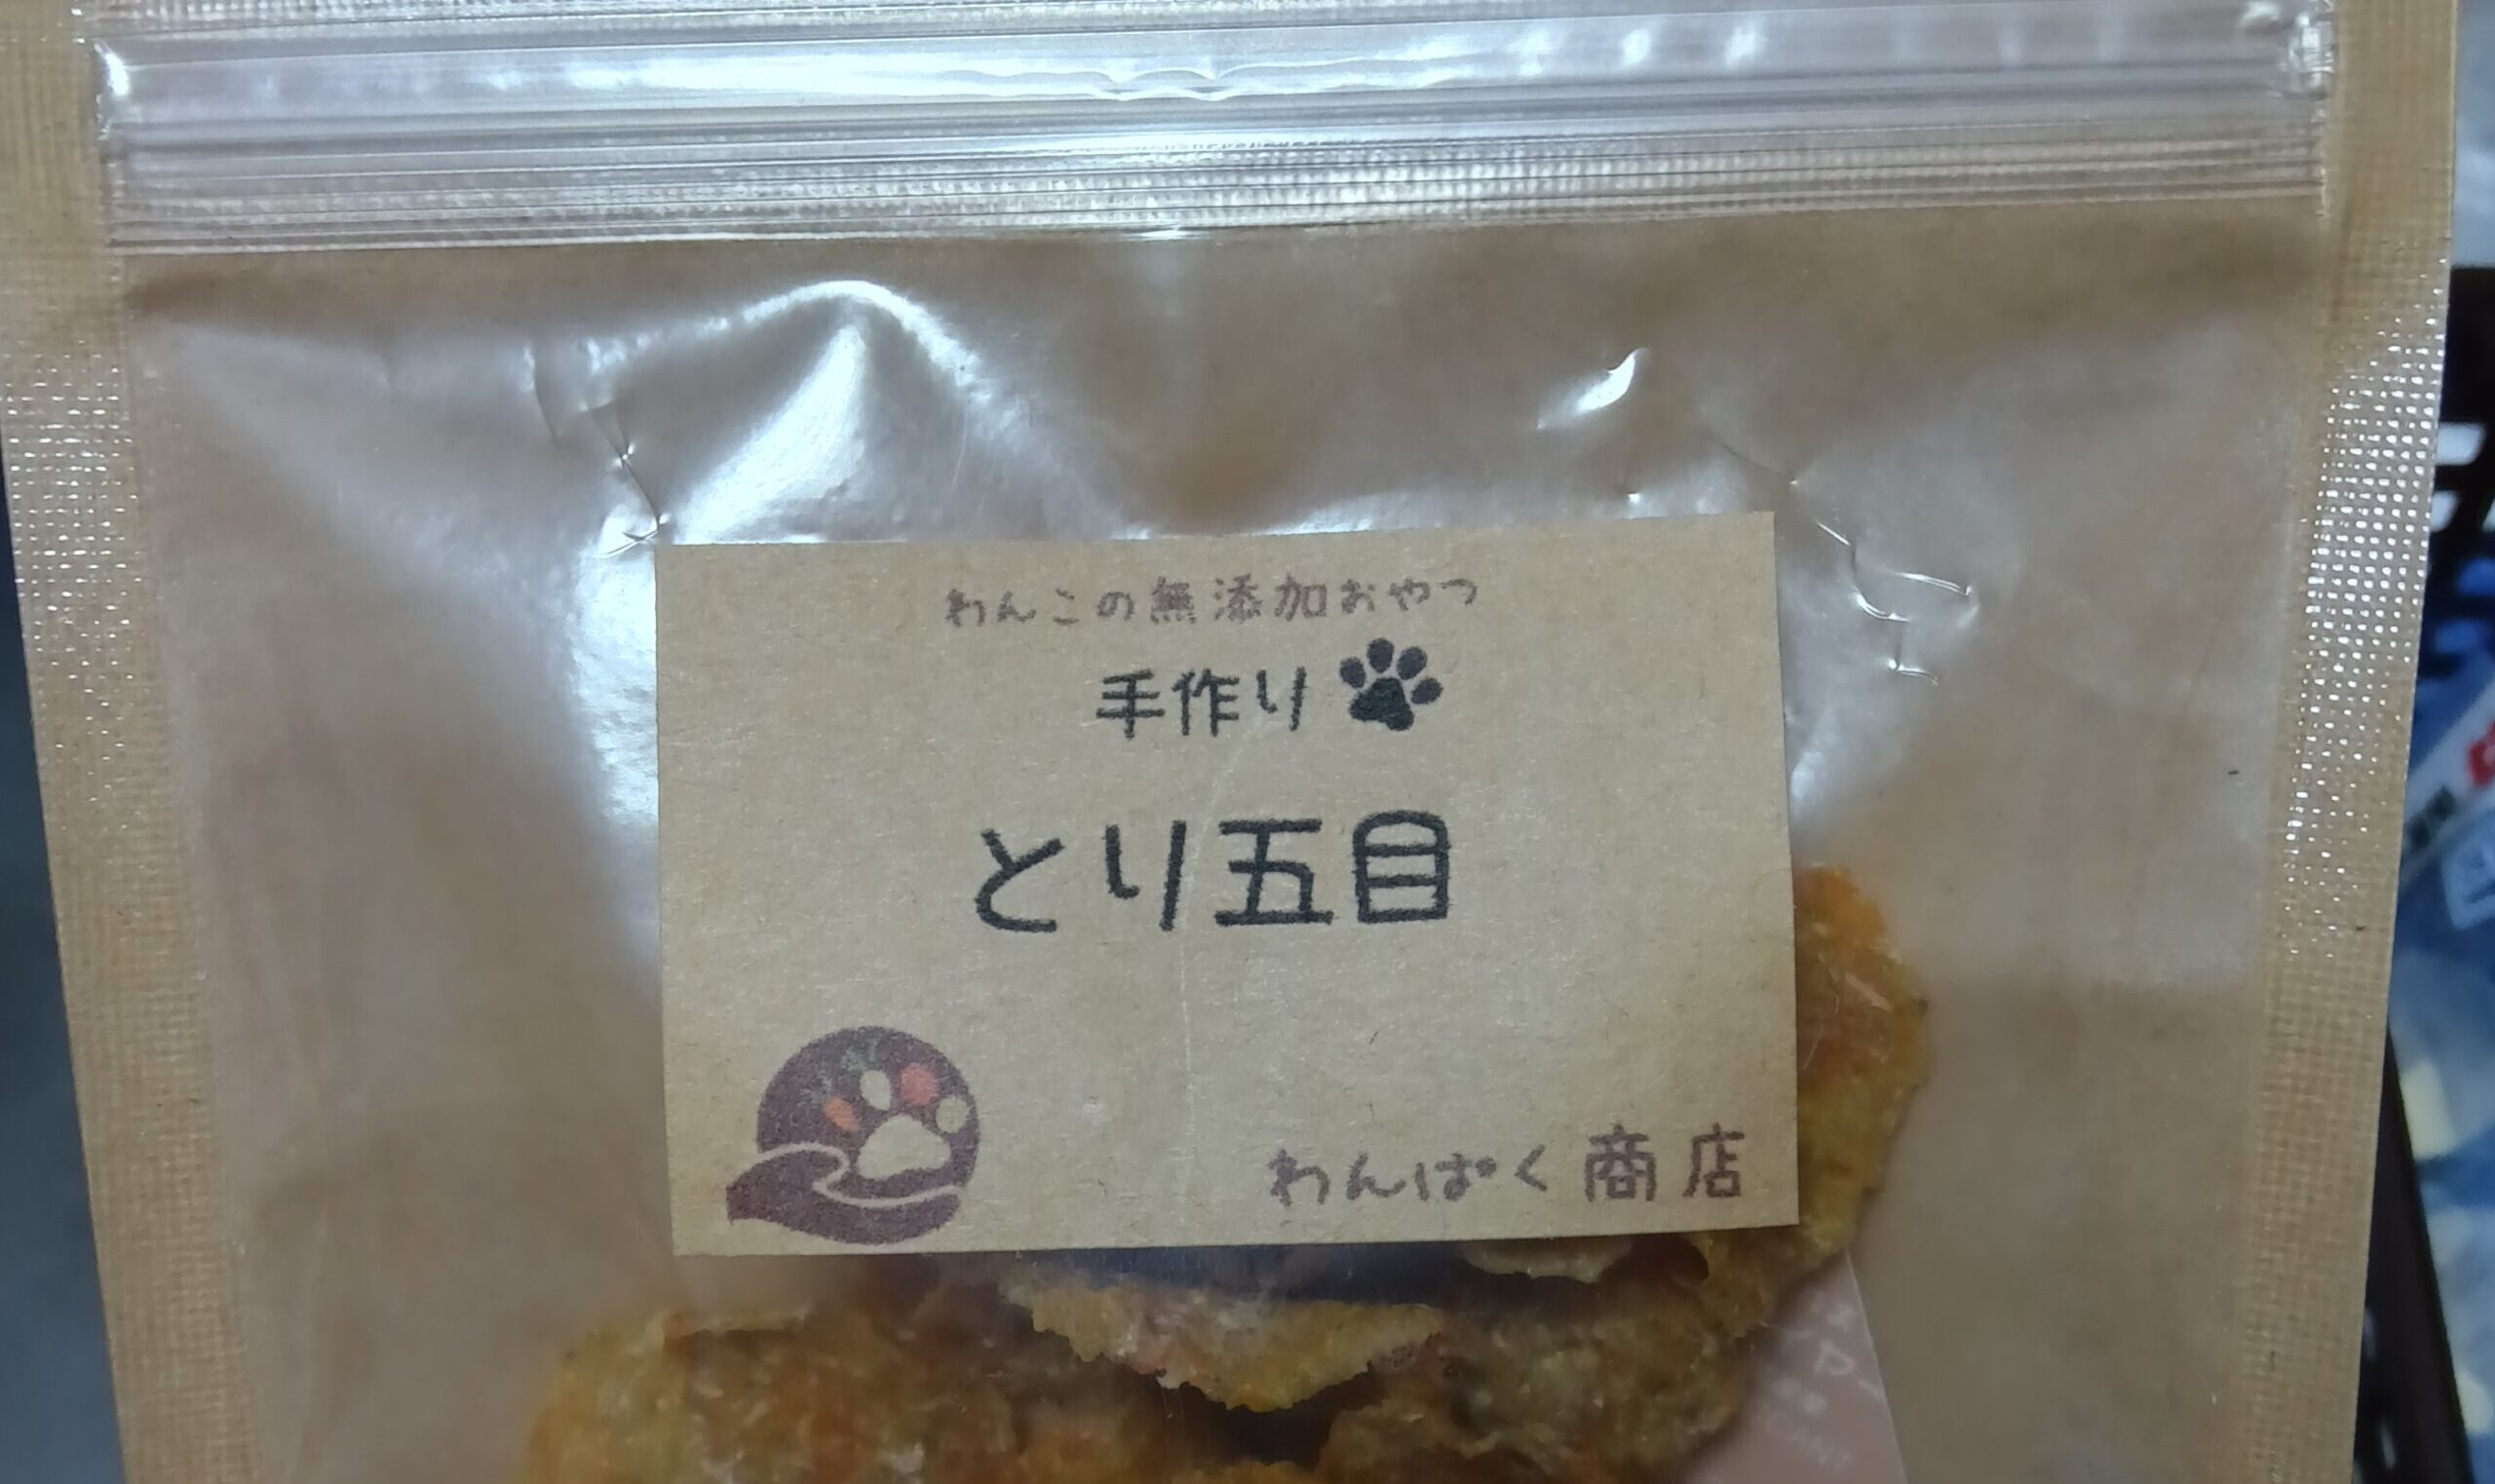 わんこの無添加おやつ
手作り
とり五目
わんぱく商店